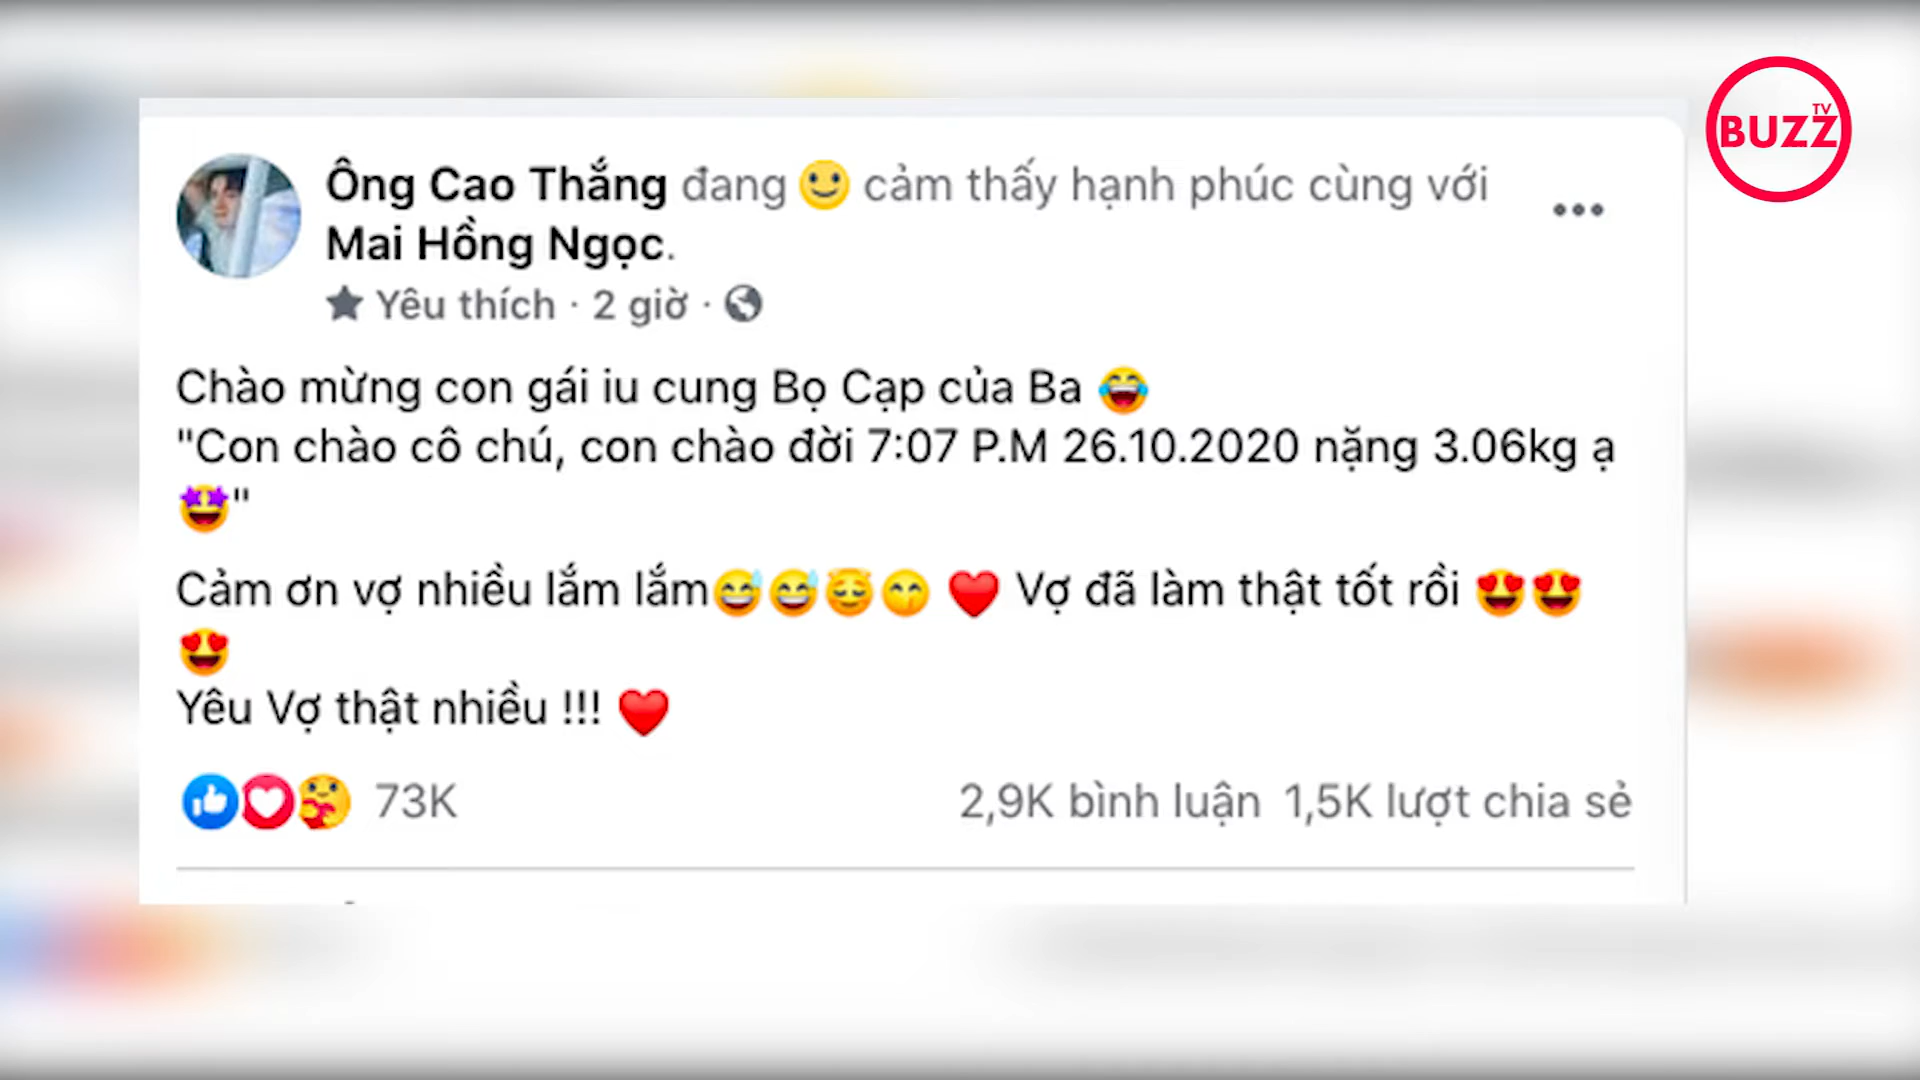 BUZZ TV
Ông Cao Thắng đang 🙂 cảm thấy hạnh phúc cùng với
Mai Hồng Ngọc.
Yêu thích · 2 giờ ·
Chào mừng con gái iu cung Bọ Cạp của Ba 😂
"Con chào cô chú, con chào đời 7:07 P.M 26.10.2020 nặng 3.06kg ạ
🤩"
Cảm ơn vợ nhiều lắm lắm😅😅😇😙 ❤️ Vợ đã làm thật tốt rồi 😍😍
😍
Yêu Vợ thật nhiều !!! ❤️
73K 2,9K bình luận 1,5K lượt chia sẻ